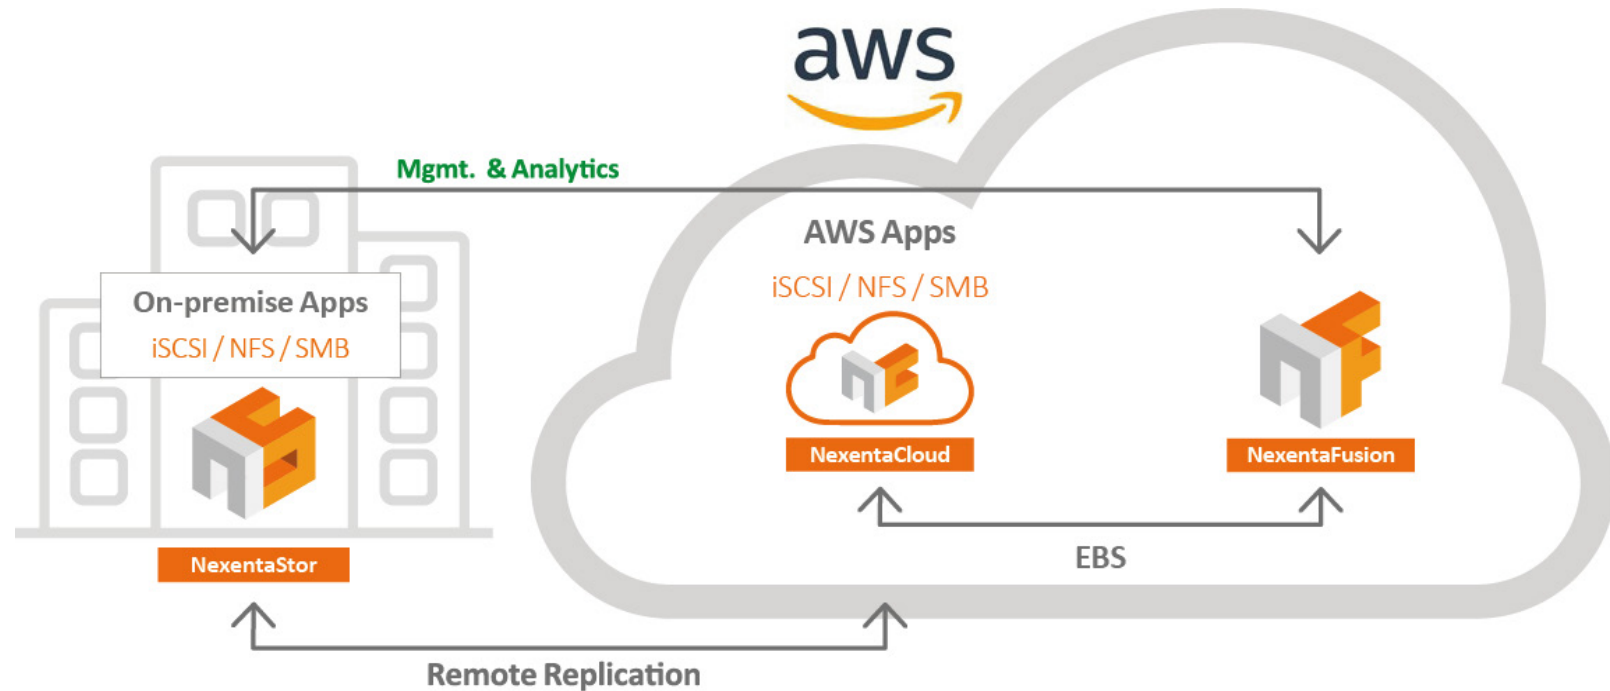 aws
Mgmt. & Analytics
AWS Apps
iSCSI / NFS / SMB
On-premise Apps
iSCSI / NFS / SMB
NexentaCloud
NexentaFusion
EBS
NexentaStor
Remote Replication